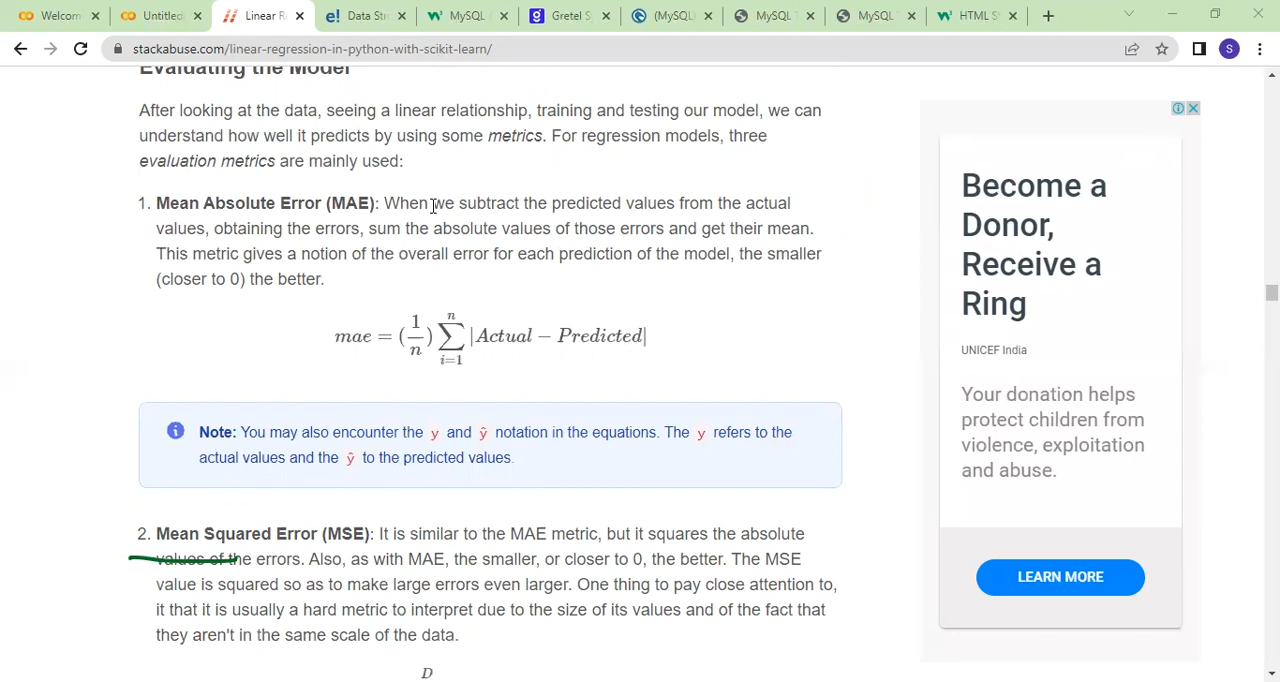 Welcom
Untitled
Linear R
Data Str
MySQL
Gretel S
(MySQL
MySQL T
MySQL
HTML S
stackabuse.com/linear-regression-in-python-with-scikit-learn/
S
Evaluating the Model
After looking at the data, seeing a linear relationship, training and testing our model, we can
understand how well it predicts by using some metrics. For regression models, three
evaluation metrics are mainly used:
1. Mean Absolute Error (MAE): When we subtract the predicted values from the actual
values, obtaining the errors, sum the absolute values of those errors and get their mean.
This metric gives a notion of the overall error for each prediction of the model, the smaller
(closer to 0) the better.
mae = (1/n) ∑ i=1 n |Actual − Predicted|
Note: You may also encounter the y and ŷ notation in the equations. The y refers to the
actual values and the ŷ to the predicted values.
2. Mean Squared Error (MSE): It is similar to the MAE metric, but it squares the absolute
values of the errors. Also, as with MAE, the smaller, or closer to 0, the better. The MSE
value is squared so as to make large errors even larger. One thing to pay close attention to,
it that it is usually a hard metric to interpret due to the size of its values and of the fact that
they aren't in the same scale of the data.
D
Become a
Donor,
Receive a
Ring
UNICEF India
Your donation helps
protect children from
violence, exploitation
and abuse.
LEARN MORE